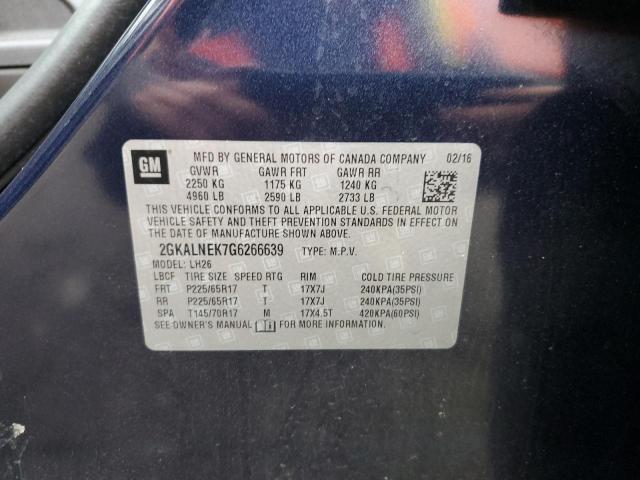 GM
MFD BY GENERAL MOTORS OF CANADA COMPANY 02/16
GVWR GAWR FRT GAWR RR
2250 KG 1175 KG 1240 KG
4960 LB 2590 LB 2733 LB
THIS VEHICLE CONFORMS TO ALL APPLICABLE U.S. FEDERAL MOTOR
VEHICLE SAFETY AND THEFT PREVENTION STANDARDS IN EFFECT ON
THE DATE OF MANUFACTURE SHOWN ABOVE.
2GKALNEK7G6266639 TYPE: M.P.V.
MODEL: LH26
LBCF TIRE SIZE SPEED RTG RIM COLD TIRE PRESSURE
FRT P225/65R17 T 17X7J 240KPA(35PSI)
RR P225/65R17 T 17X7J 240KPA(35PSI)
SPA T145/70R17 M 17X4.5T 420KPA(60PSI)
SEE OWNER'S MANUAL FOR MORE INFORMATION.